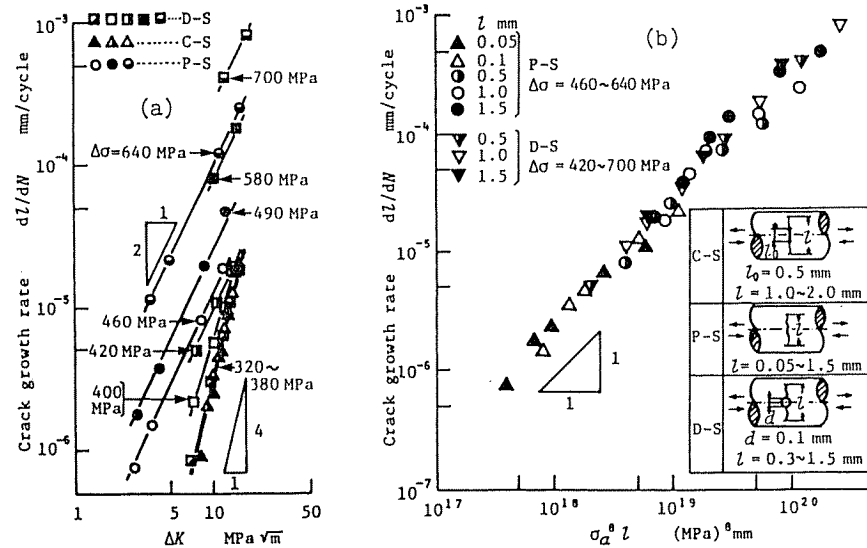 (a)
D-S
C-S
P-S
Crack growth rate dl/dN mm/cycle
10⁻³
10⁻⁴
10⁻⁵
10⁻⁶
700 MPa
Δσ=640 MPa
580 MPa
490 MPa
1
2
460 MPa
420 MPa
400 MPa
320~380 MPa
4
1
1 5 10 50
ΔK MPa √m
(b)
l mm
0.05
0.1
0.5
1.0
1.5
P-S
Δσ = 460~640 MPa
0.5
1.0
1.5
D-S
Δσ = 420~700 MPa
Crack growth rate dl/dN mm/cycle
10⁻³
10⁻⁴
10⁻⁵
10⁻⁶
10⁻⁷
1
1
C-S
l
l₀
l₀ = 0.5 mm
l = 1.0~2.0 mm
P-S
l
l = 0.05~1.5 mm
D-S
l
d
d = 0.1 mm
l = 0.3~1.5 mm
10¹⁷ 10¹⁸ 10¹⁹ 10²⁰
σₐ⁸ l (MPa)⁸mm